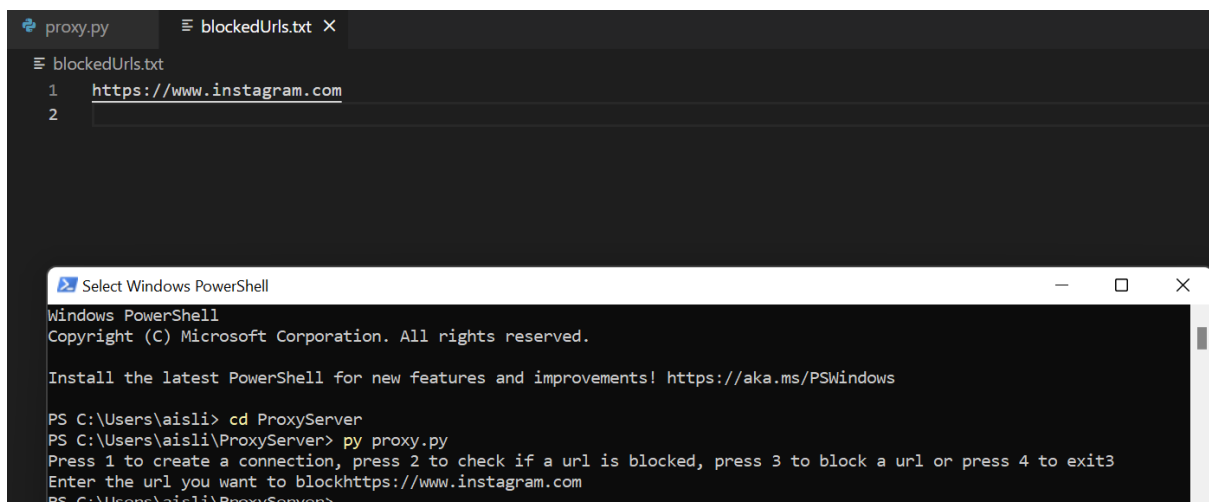 proxy.py blockedUrls.txt
blockedUrls.txt
1 https://www.instagram.com
2
Select Windows PowerShell
Windows PowerShell
Copyright (C) Microsoft Corporation. All rights reserved.
Install the latest PowerShell for new features and improvements! https://aka.ms/PSWindows
PS C:\Users\aisli> cd ProxyServer
PS C:\Users\aisli\ProxyServer> py proxy.py
Press 1 to create a connection, press 2 to check if a url is blocked, press 3 to block a url or press 4 to exit3
Enter the url you want to blockhttps://www.instagram.com
PS C:\Users\aisli\ProxyServer>